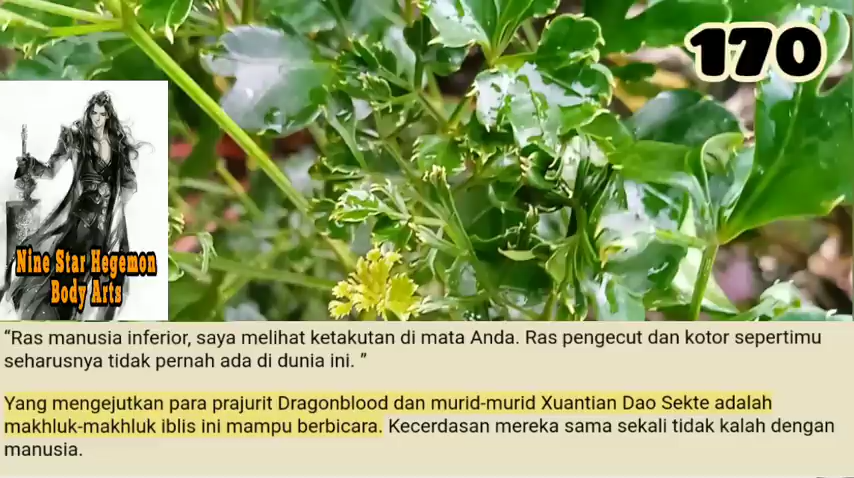 170
Nine Star Hegemon
Body Arts
“Ras manusia inferior, saya melihat ketakutan di mata Anda. Ras pengecut dan kotor sepertimu
seharusnya tidak pernah ada di dunia ini. ”
Yang mengejutkan para prajurit Dragonblood dan murid-murid Xuantian Dao Sekte adalah
makhluk-makhluk iblis ini mampu berbicara. Kecerdasan mereka sama sekali tidak kalah dengan
manusia.